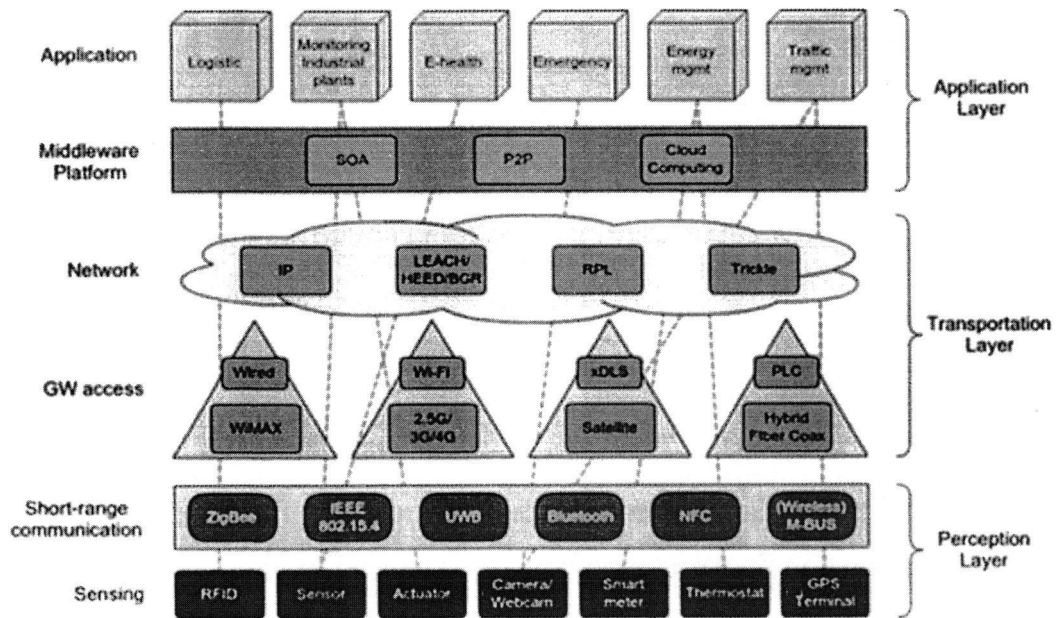 Application
Logistic
Monitoring
Industrial
plants
E-health
Emergency
Energy
mgmt
Traffic
mgmt
Application
Layer
Middleware
Platform
SOA
P2P
Cloud
Computing
Network
IP
LEACH/
HEED/BGR
RPL
Trickle
Transportation
Layer
GW access
Wired
WiMAX
Wi-Fi
2.5G/
3G/4G
xDLS
Satellite
PLC
Hybrid
Fiber Coax
Short-range
communication
ZigBee
IEEE
802.15.4
UWB
Bluetooth
NFC
(Wireless)
M-BUS
Perception
Layer
Sensing
RFID
Sensor
Actuator
Camera/
Webcam
Smart
meter
Thermostat
GPS
Terminal